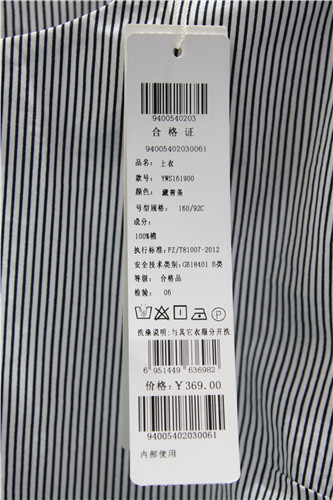 9400540203
合格证
94005402030061
品名: 上衣
款号: YWS161900
颜色: 藏青条
号型规格: 160/92C
成分:
100%棉
执行标准: FZ/T81007-2012
安全技术类别: GB18401 B类
等级: 合格品
检验: 06
洗涤说明:与其它衣服分开洗
6 951449 636982
价格: ￥369.00
94005402030061
内部使用